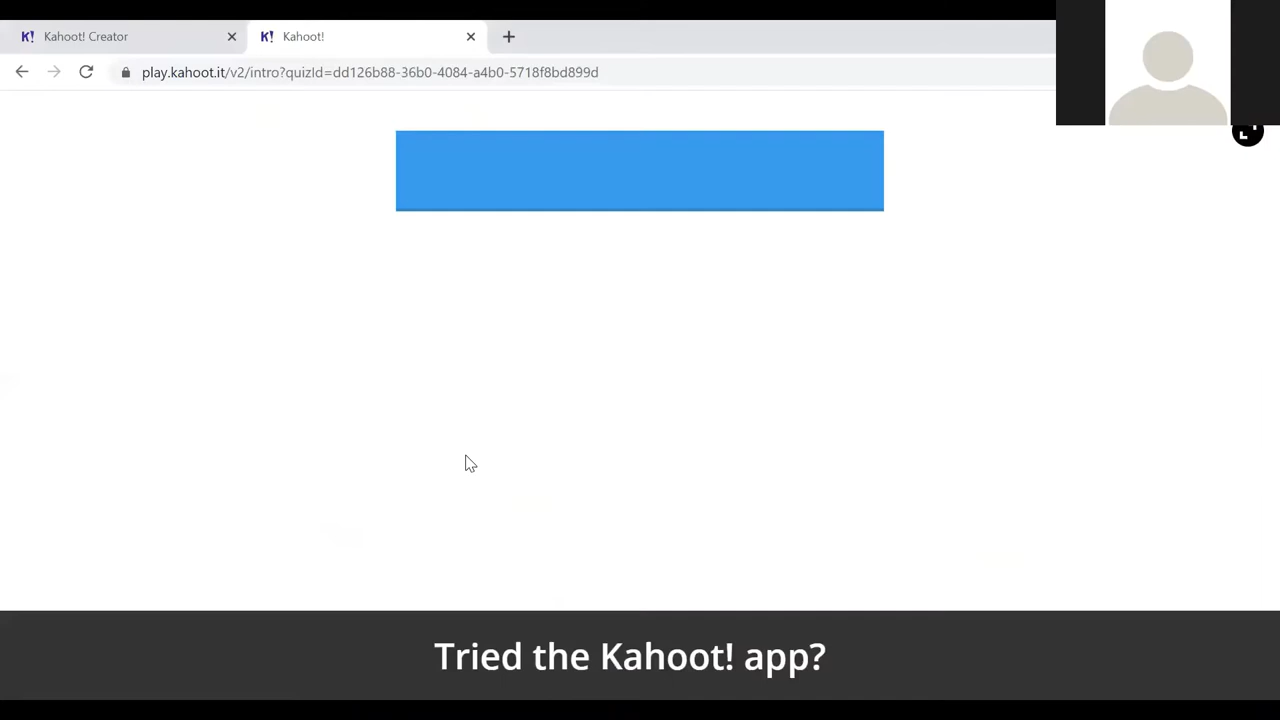 K! Kahoot! Creator
K! Kahoot!
play.kahoot.it/v2/intro?quizId=dd126b88-36b0-4084-a4b0-5718f8bd899d
Tried the Kahoot! app?